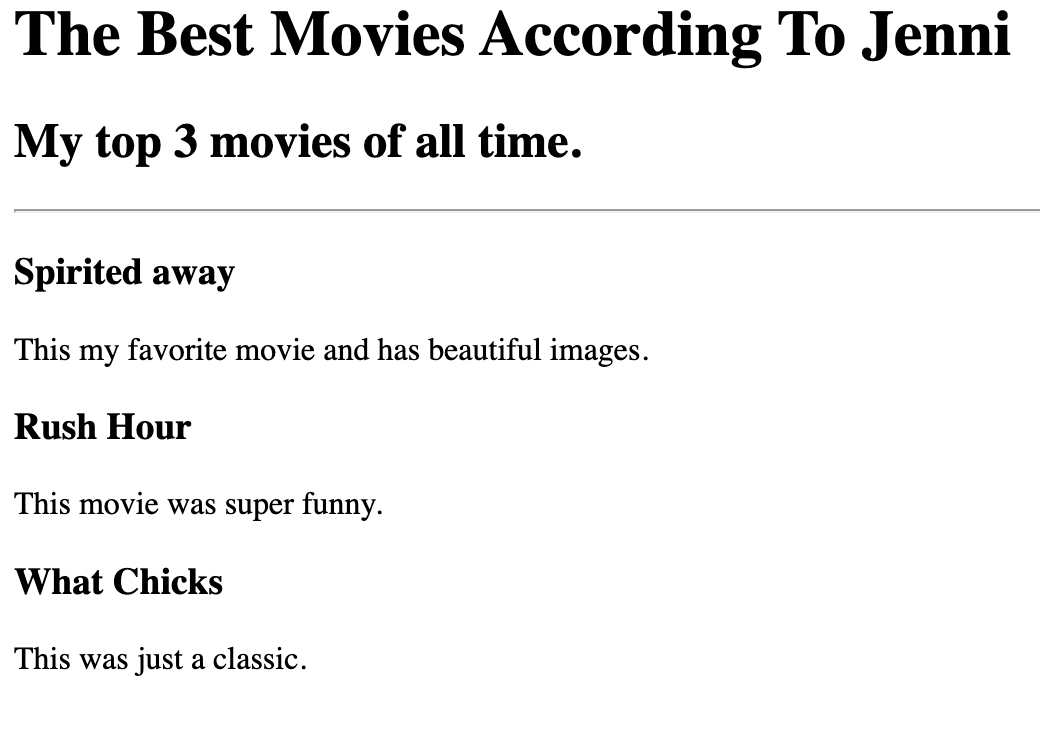 The Best Movies According To Jenni
My top 3 movies of all time.
Spirited away
This my favorite movie and has beautiful images.
Rush Hour
This movie was super funny.
What Chicks
This was just a classic.